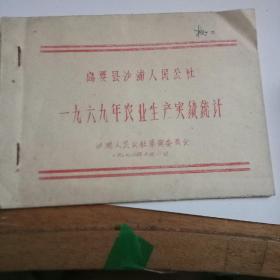 高要县沙浦人民公社
一九六九年农业生产实绩统计
沙浦人民公社革命委员会